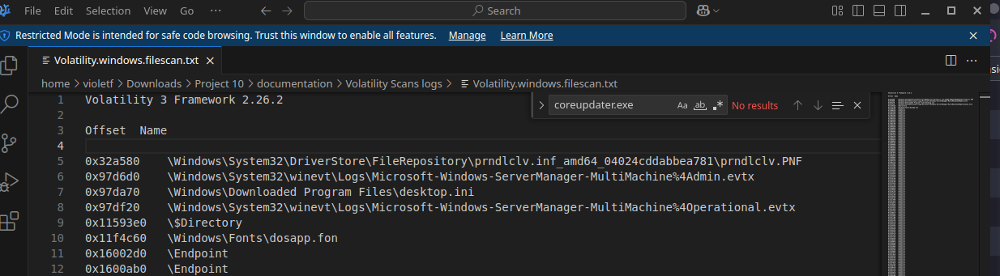 File Edit Selection View Go ··· Search
Restricted Mode is intended for safe code browsing. Trust this window to enable all features. Manage Learn More
Volatility.windows.filescan.txt
home > violetf > Downloads > Project 10 > documentation > Volatility Scans logs > Volatility.windows.filescan.txt
1 Volatility 3 Framework 2.26.2
coreupdater.exe Aa ab .* No results
2
3 Offset Name
4
5 0x32a580 \Windows\System32\DriverStore\FileRepository\prndlclv.inf_amd64_04024cddabbea781\prndlclv.PNF
6 0x97d6d0 \Windows\System32\winevt\Logs\Microsoft-Windows-ServerManager-MultiMachine%4Admin.evtx
7 0x97da70 \Windows\Downloaded Program Files\desktop.ini
8 0x97df20 \Windows\System32\winevt\Logs\Microsoft-Windows-ServerManager-MultiMachine%4Operational.evtx
9 0x11593e0 \$Directory
10 0x11f4c60 \Windows\Fonts\dosapp.fon
11 0x16002d0 \Endpoint
12 0x1600ab0 \Endpoint